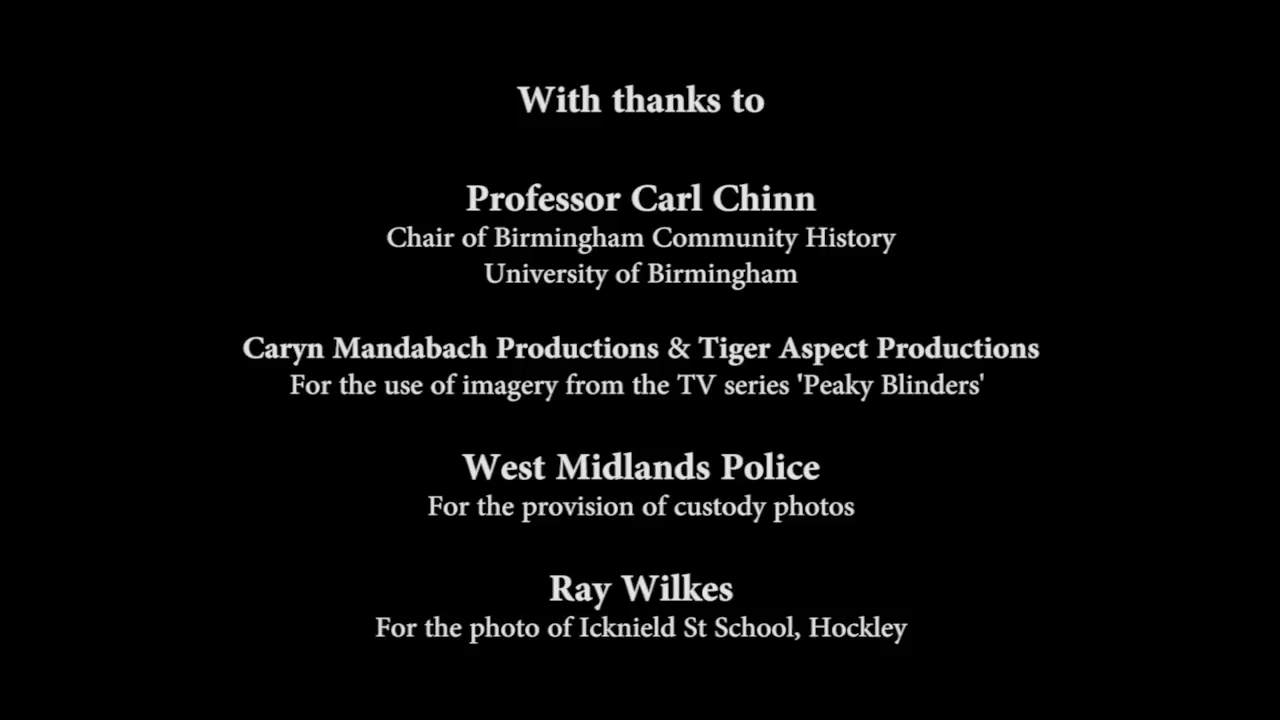 With thanks to
Professor Carl Chinn
Chair of Birmingham Community History
University of Birmingham
Caryn Mandabach Productions & Tiger Aspect Productions
For the use of imagery from the TV series 'Peaky Blinders'
West Midlands Police
For the provision of custody photos
Ray Wilkes
For the photo of Icknield St School, Hockley